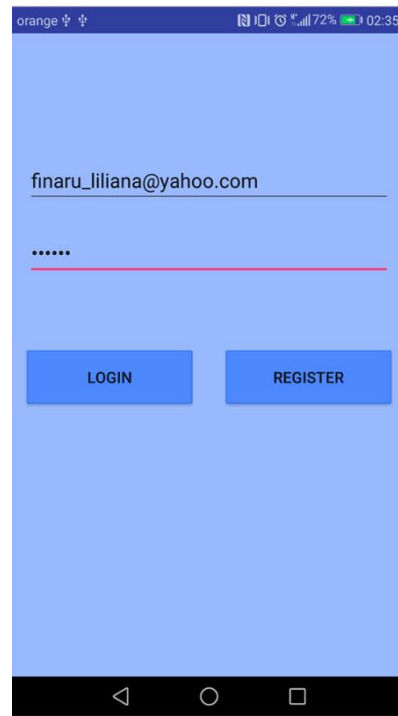 orange 72% 02:35
finaru_liliana@yahoo.com
••••••
LOGIN
REGISTER